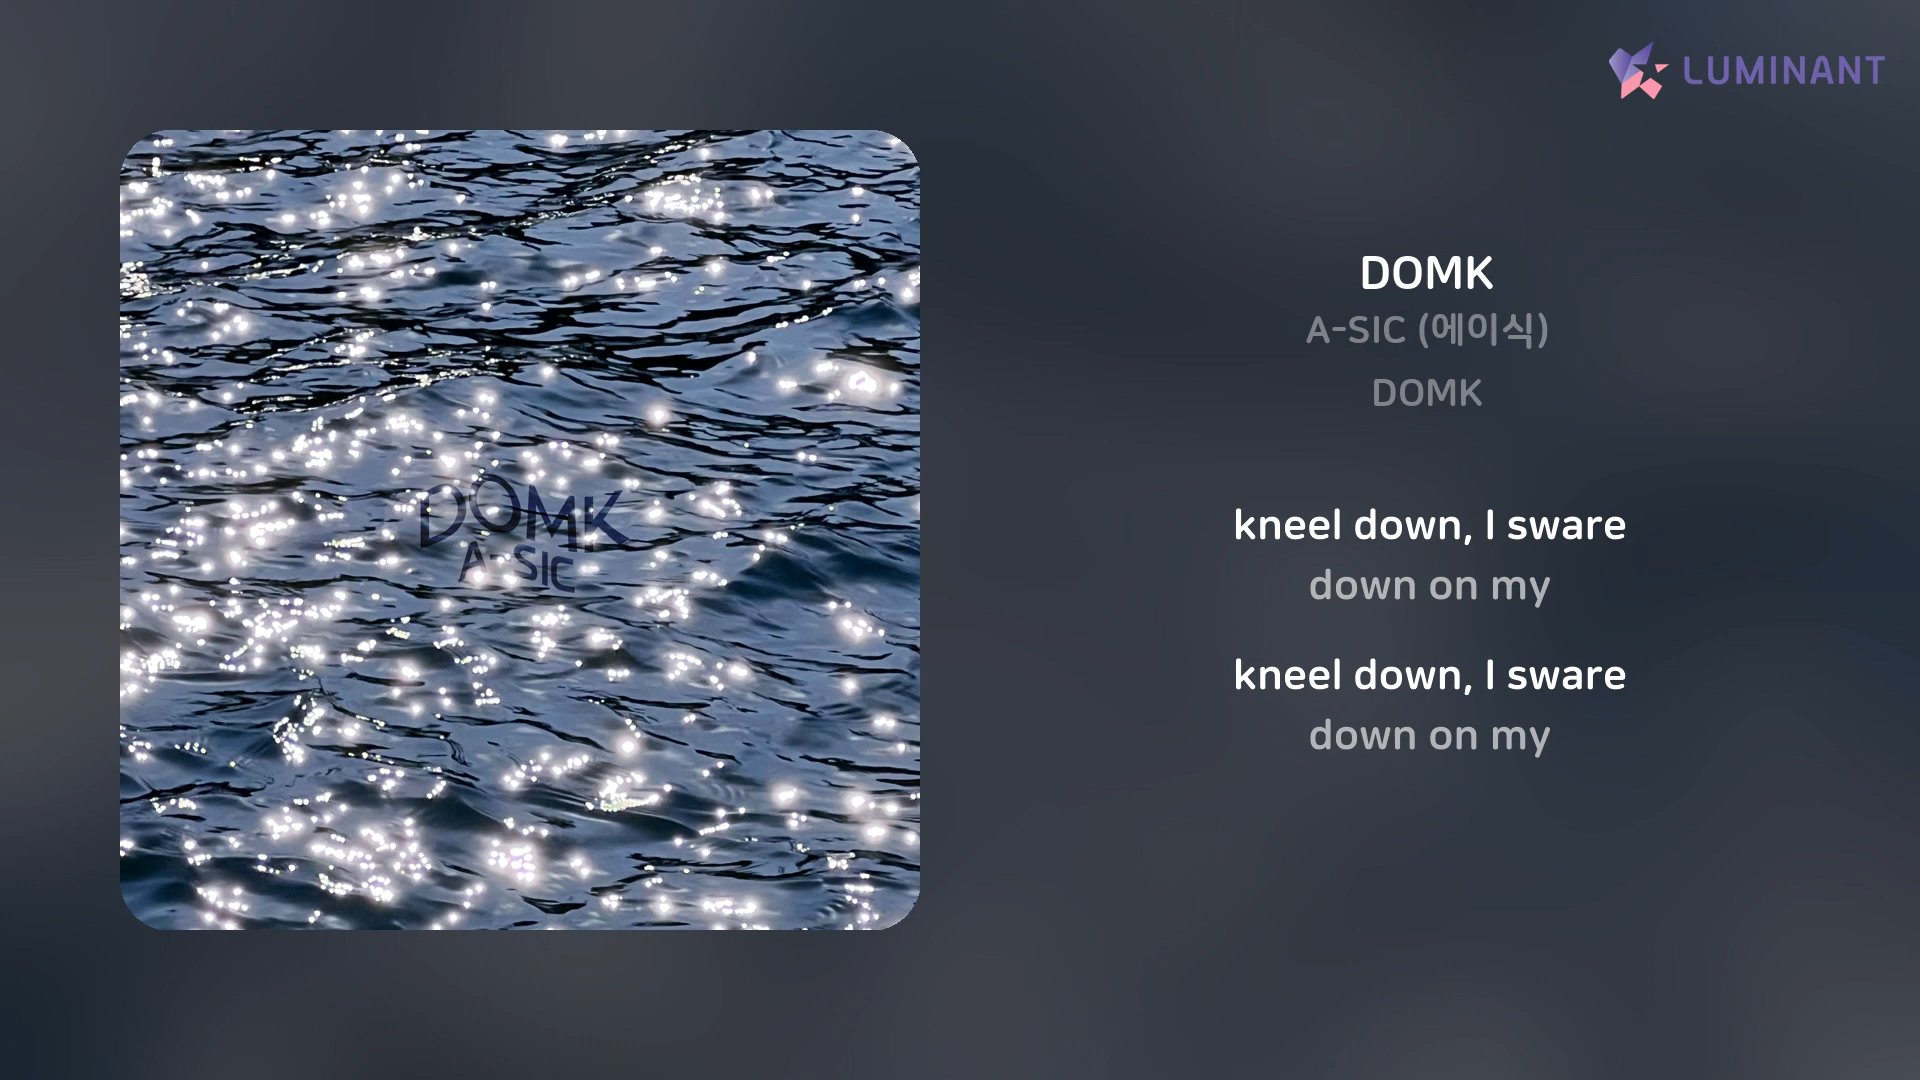 LUMINANT
DOMK
A-SIC
DOMK
A-SIC (에이식)
DOMK
kneel down, I sware
down on my
kneel down, I sware
down on my